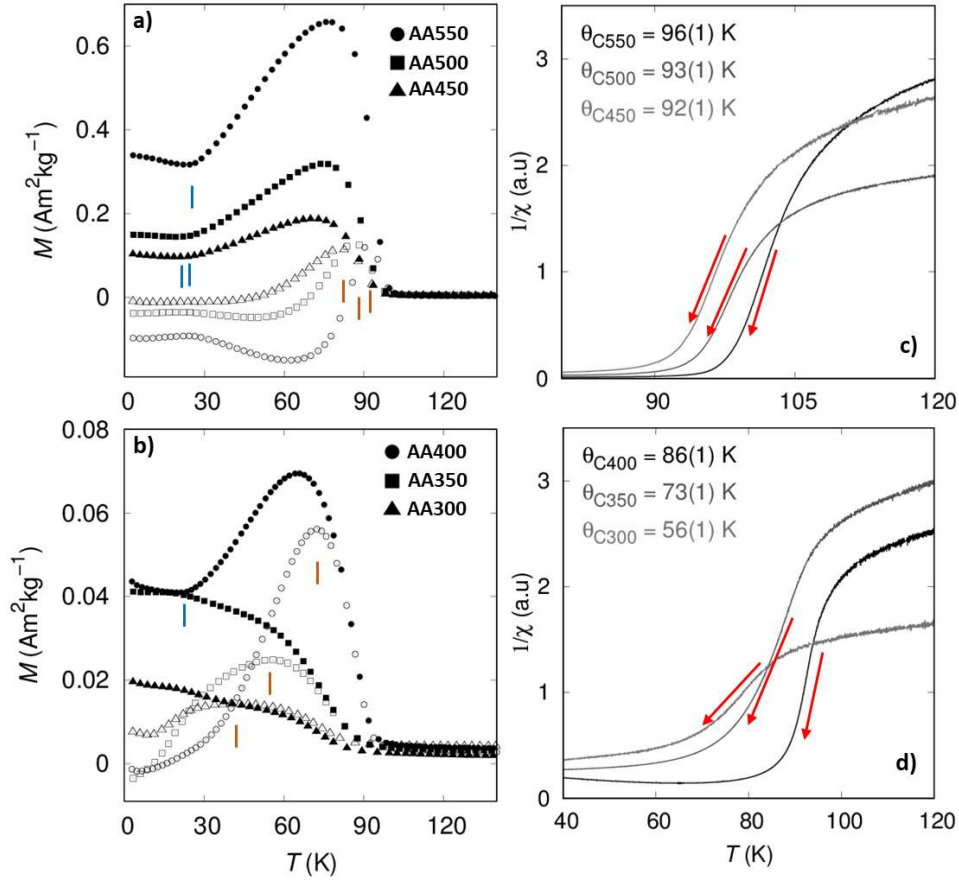 a)
AA550
AA500
AA450
M (Am²kg⁻¹)
0.6
0.4
0.2
0
0 30 60 90 120
θC550 = 96(1) K
θC500 = 93(1) K
θC450 = 92(1) K
c)
1/χ (a.u)
3
2
1
0
90 105 120
b)
AA400
AA350
AA300
M (Am²kg⁻¹)
0.08
0.06
0.04
0.02
0
0 30 60 90 120
T (K)
θC400 = 86(1) K
θC350 = 73(1) K
θC300 = 56(1) K
d)
1/χ (a.u)
3
2
1
0
40 60 80 100 120
T (K)